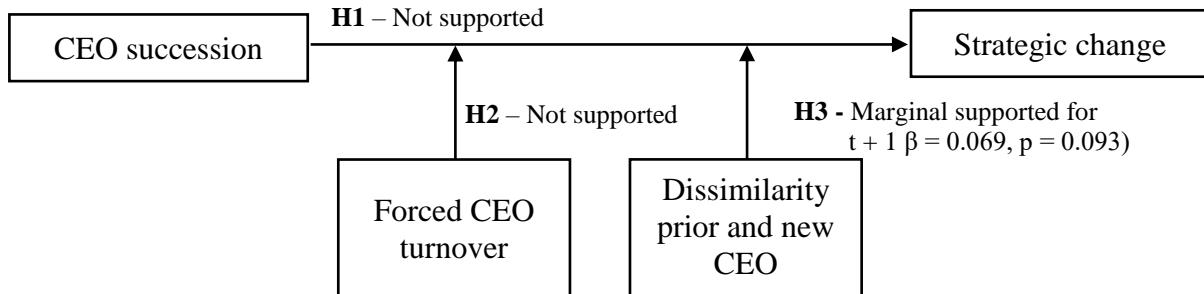 H1 – Not supported
CEO succession
Strategic change
H2 – Not supported
H3 - Marginal supported for
t + 1 β = 0.069, p = 0.093)
Forced CEO
turnover
Dissimilarity
prior and new
CEO